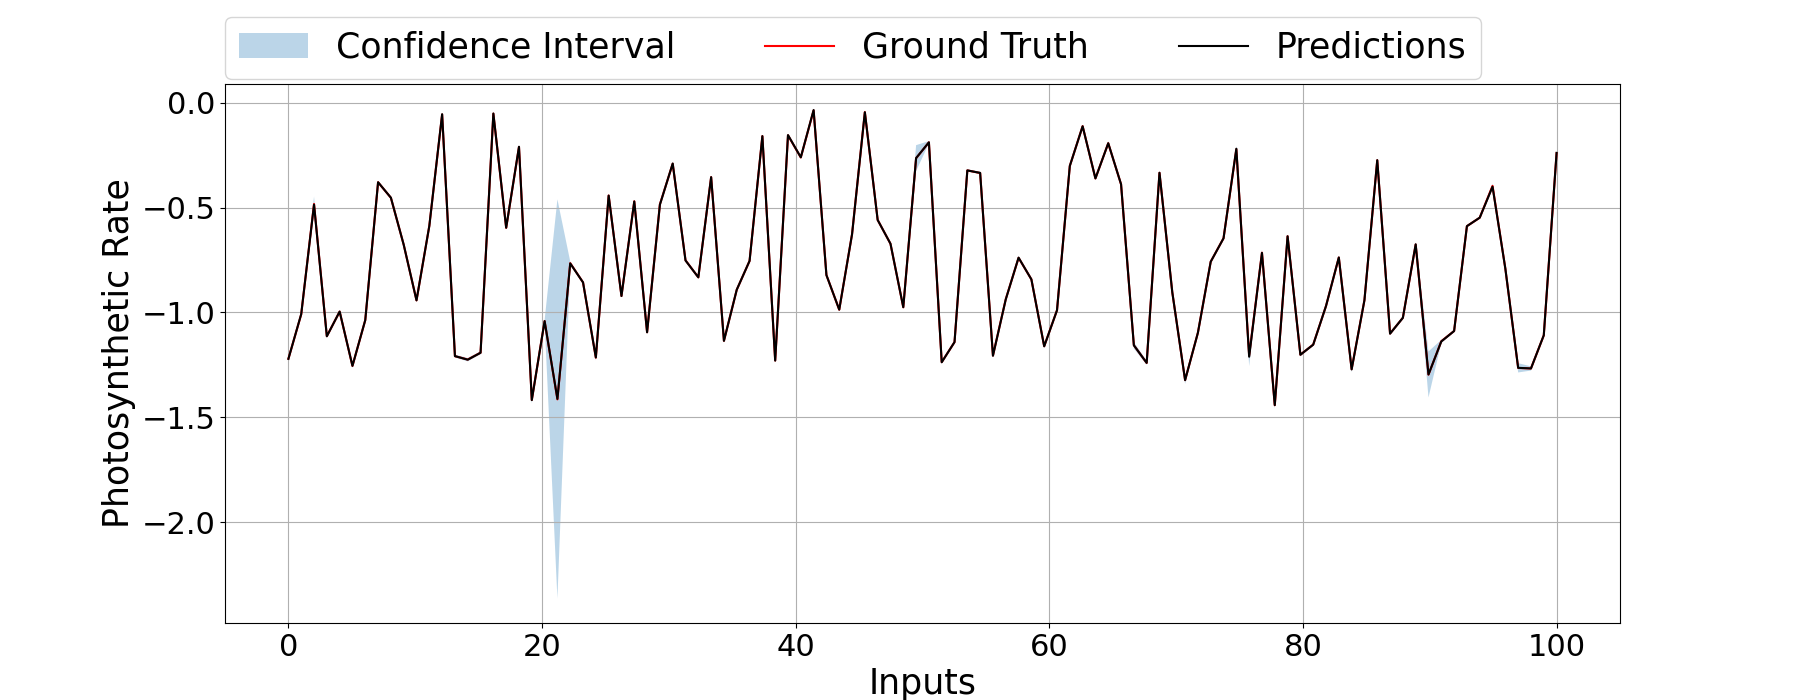 Confidence Interval Ground Truth Predictions
Photosynthetic Rate
0.0
−0.5
−1.0
−1.5
−2.0
0 20 40 60 80 100
Inputs